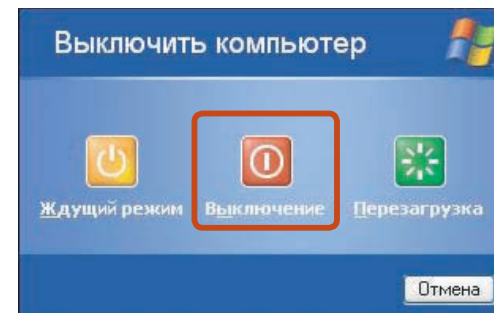 Выключить компьютер
Ждущий режим Выключение Перезагрузка
Отмена